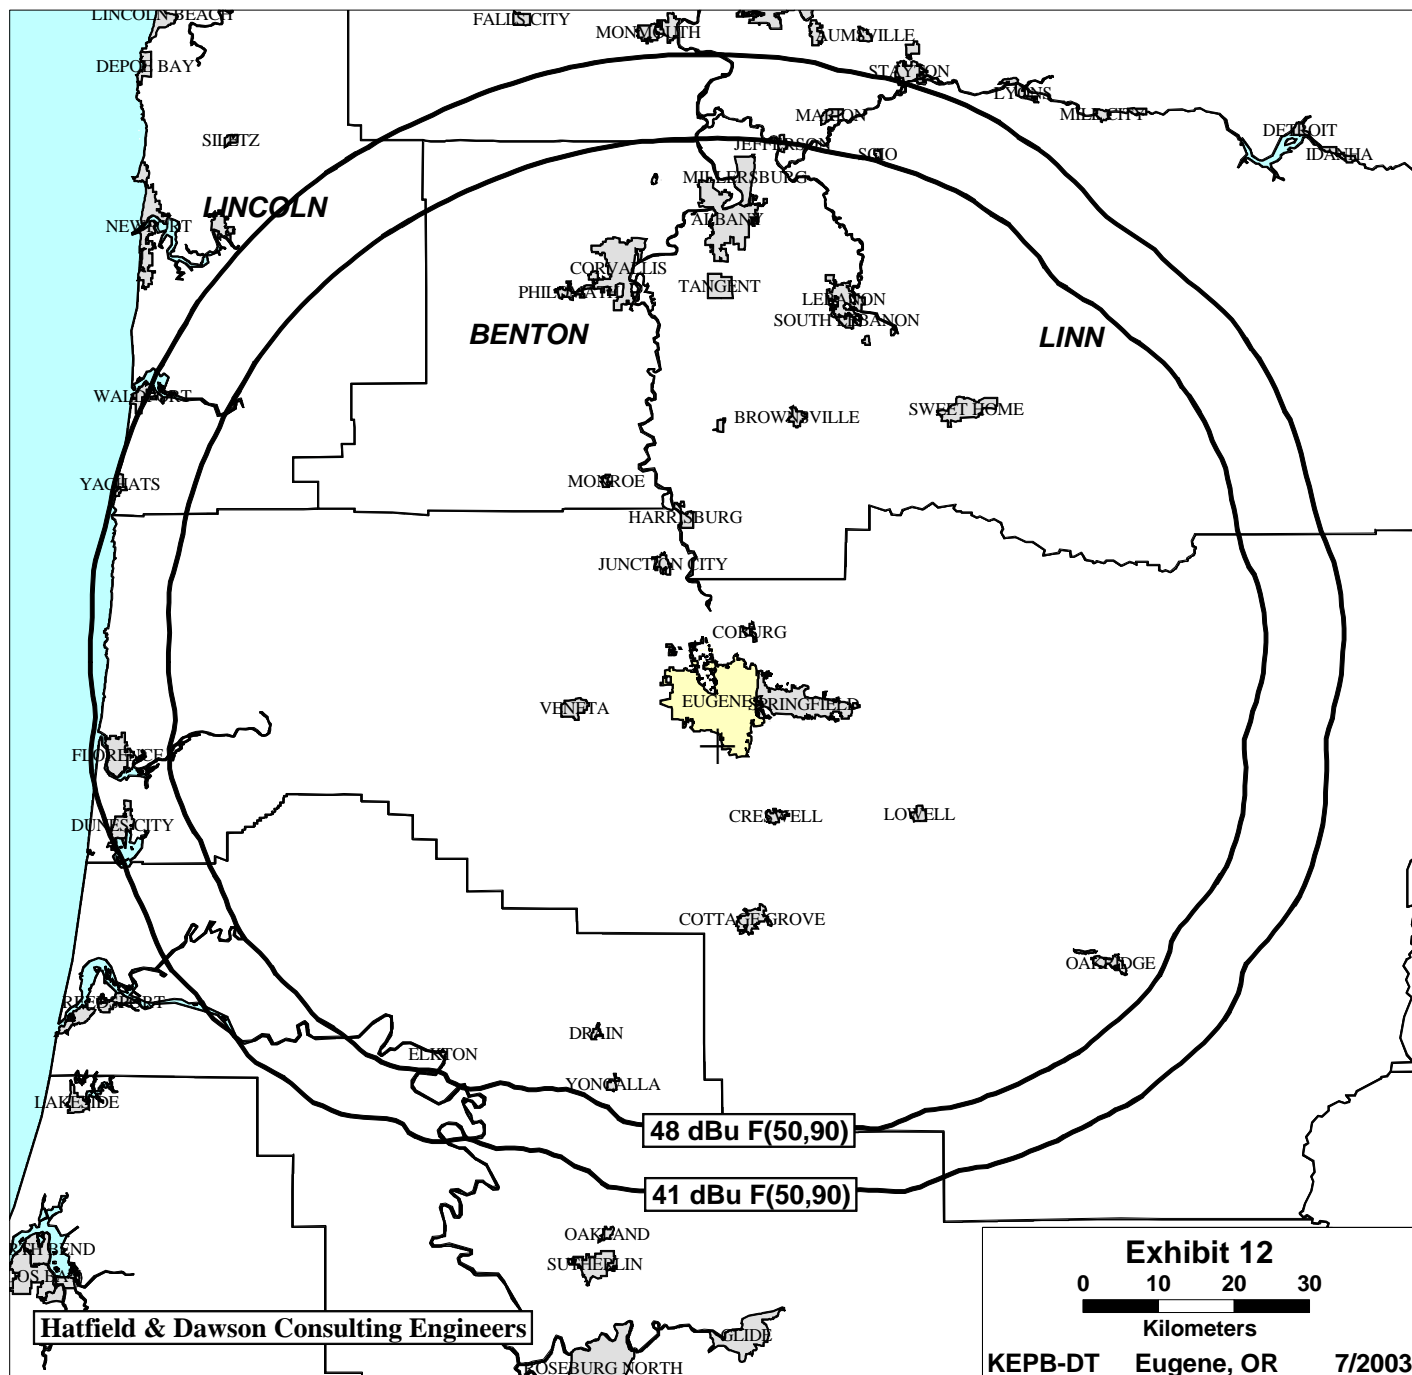 LINCOLN BEACH
FALLS CITY
MONMOUTH
AUMSVILLE
DEPOE BAY
STAYTON
LYONS
MILL CITY
MARION
DETROIT
SILETZ
JEFFERSON
SCIO
IDANHA
MILLERSBURG
LINCOLN
NEWPORT
ALBANY
CORVALLIS
PHILOMATH
TANGENT
LEBANON
SOUTH LEBANON
BENTON
LINN
WALDPORT
BROWNSVILLE
SWEET HOME
YACHATS
MONROE
HARRISBURG
JUNCTION CITY
COBURG
EUGENE
SPRINGFIELD
VENETA
FLORENCE
DUNES CITY
CRESWELL
LOWELL
COTTAGE GROVE
OAKRIDGE
REEDSPORT
DRAIN
ELKTON
YONCALLA
LAKESIDE
48 dBu F(50,90)
41 dBu F(50,90)
OAKLAND
SUTHERLIN
RTH BEND
OS BAY
GLIDE
ROSEBURG NORTH
Hatfield & Dawson Consulting Engineers
Exhibit 12
0 10 20 30
Kilometers
KEPB-DT Eugene, OR 7/2003